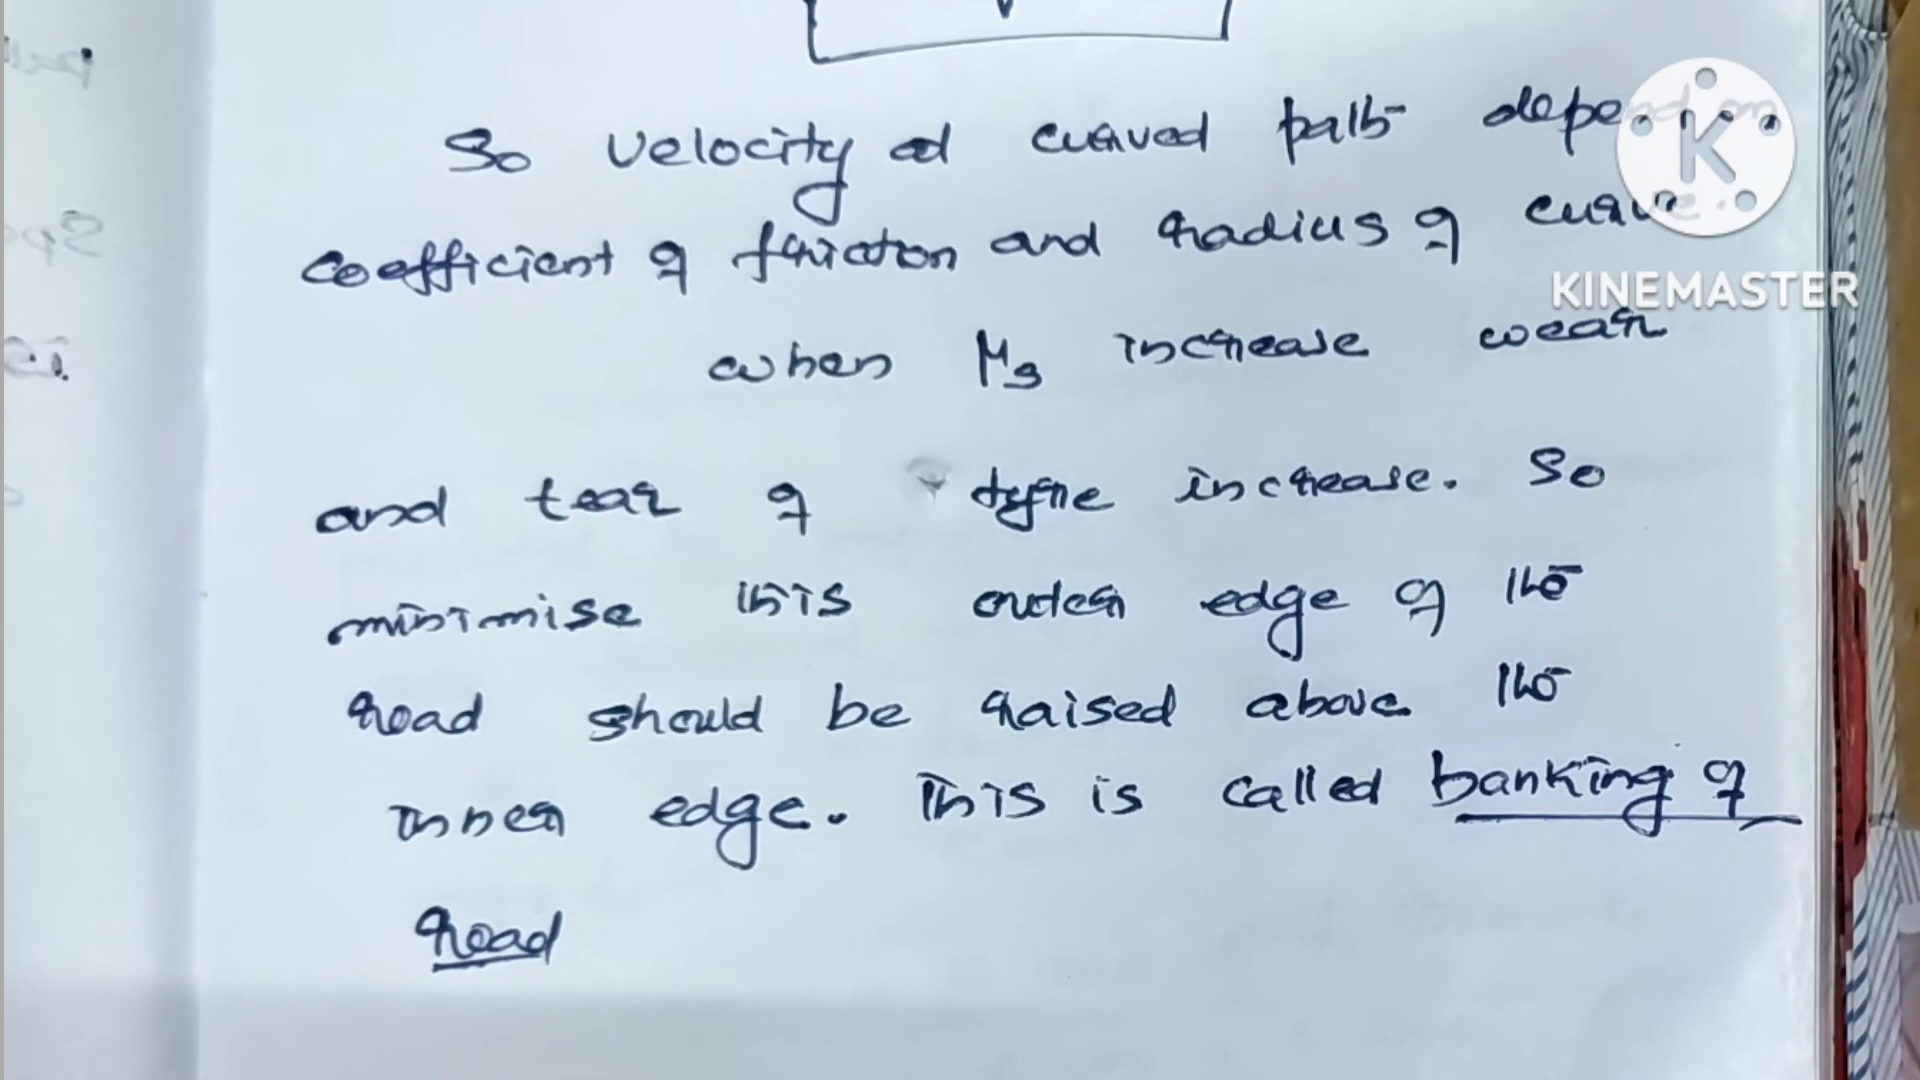 So velocity at curved path depend on
coefficient of friction and radius of curve.
when μs increase wear
and tear of tyre increase. So
minimise this outer edge of the
road should be raised above the
inner edge. This is called banking of
road
K
KINEMASTER